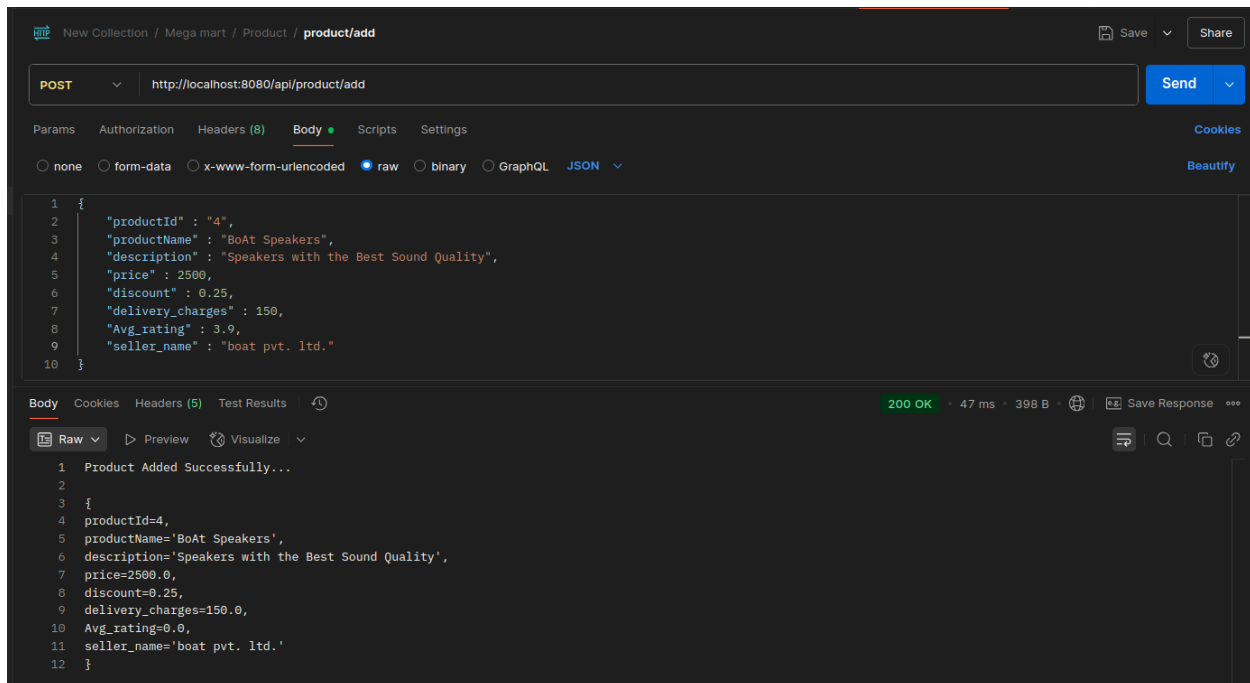 HTTP New Collection / Mega mart / Product / product/add Save Share
POST http://localhost:8080/api/product/add Send
Params Authorization Headers (8) Body Scripts Settings Cookies
none form-data x-www-form-urlencoded raw binary GraphQL JSON Beautify
1 {
2 "productId" : "4",
3 "productName" : "BoAt Speakers",
4 "description" : "Speakers with the Best Sound Quality",
5 "price" : 2500,
6 "discount" : 0.25,
7 "delivery_charges" : 150,
8 "Avg_rating" : 3.9,
9 "seller_name" : "boat pvt. ltd."
10 }
Body Cookies Headers (5) Test Results 200 OK 47 ms 398 B e.g. Save Response
Raw Preview Visualize
1 Product Added Successfully...
2
3 {
4 productId=4,
5 productName='BoAt Speakers',
6 description='Speakers with the Best Sound Quality',
7 price=2500.0,
8 discount=0.25,
9 delivery_charges=150.0,
10 Avg_rating=0.0,
11 seller_name='boat pvt. ltd.'
12 }